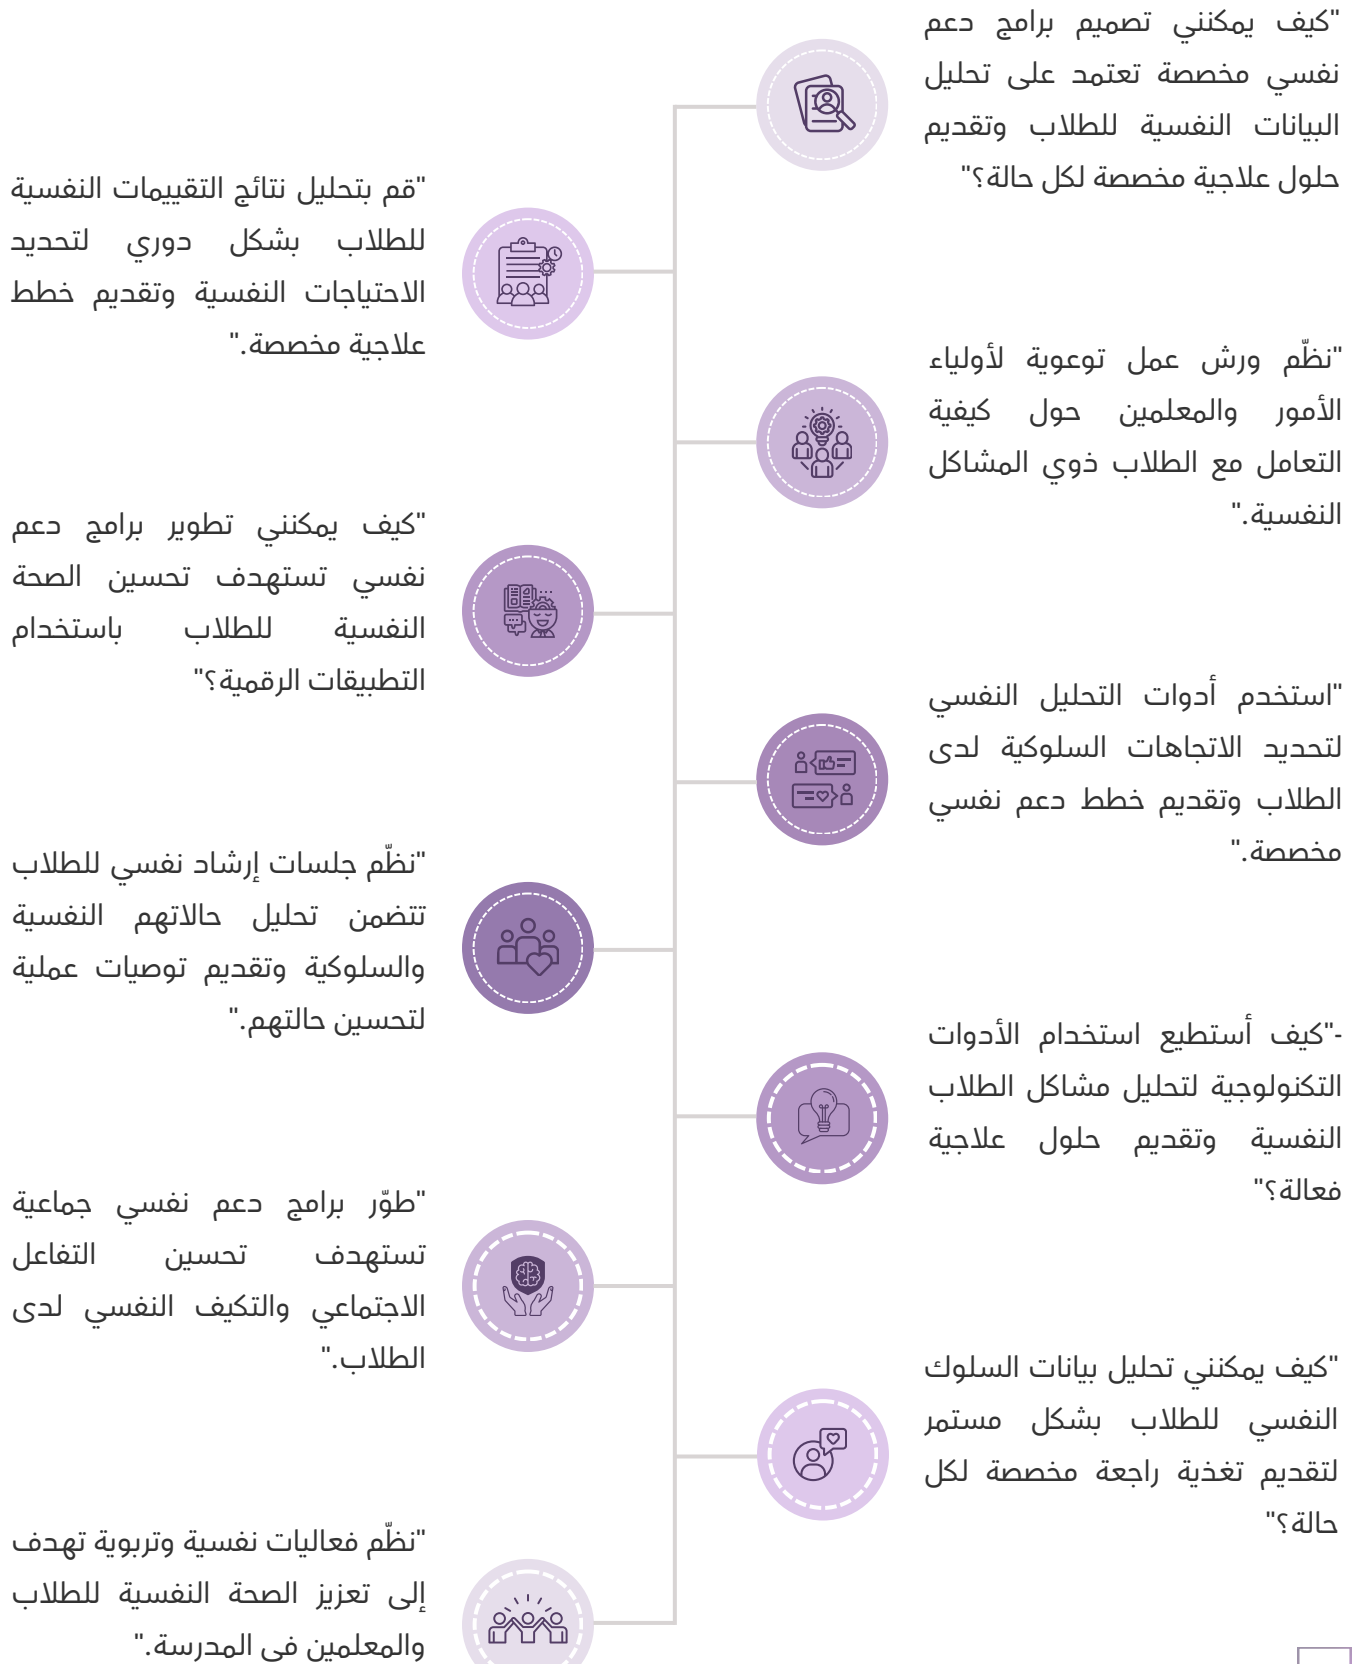 "كيف يمكنني تصميم برامج دعم
نفسي مخصصة تعتمد على تحليل
البيانات النفسية للطلاب وتقديم
حلول علاجية مخصصة لكل حالة؟"
"قم بتحليل نتائج التقييمات النفسية
للطلاب بشكل دوري لتحديد
الاحتياجات النفسية وتقديم خطط
علاجية مخصصة."
"نظّم ورش عمل توعوية لأولياء
الأمور والمعلمين حول كيفية
التعامل مع الطلاب ذوي المشاكل
النفسية."
"كيف يمكنني تطوير برامج دعم
نفسي تستهدف تحسين الصحة
النفسية للطلاب باستخدام
التطبيقات الرقمية؟"
"استخدم أدوات التحليل النفسي
لتحديد الاتجاهات السلوكية لدى
الطلاب وتقديم خطط دعم نفسي
مخصصة."
"نظّم جلسات إرشاد نفسي للطلاب
تتضمن تحليل حالاتهم النفسية
والسلوكية وتقديم توصيات عملية
لتحسين حالتهم."
-"كيف أستطيع استخدام الأدوات
التكنولوجية لتحليل مشاكل الطلاب
النفسية وتقديم حلول علاجية
فعالة؟"
"طوّر برامج دعم نفسي جماعية
تستهدف تحسين التفاعل
الاجتماعي والتكيف النفسي لدى
الطلاب."
"كيف يمكنني تحليل بيانات السلوك
النفسي للطلاب بشكل مستمر
لتقديم تغذية راجعة مخصصة لكل
حالة؟"
"نظّم فعاليات نفسية وتربوية تهدف
إلى تعزيز الصحة النفسية للطلاب
والمعلمين في المدرسة."